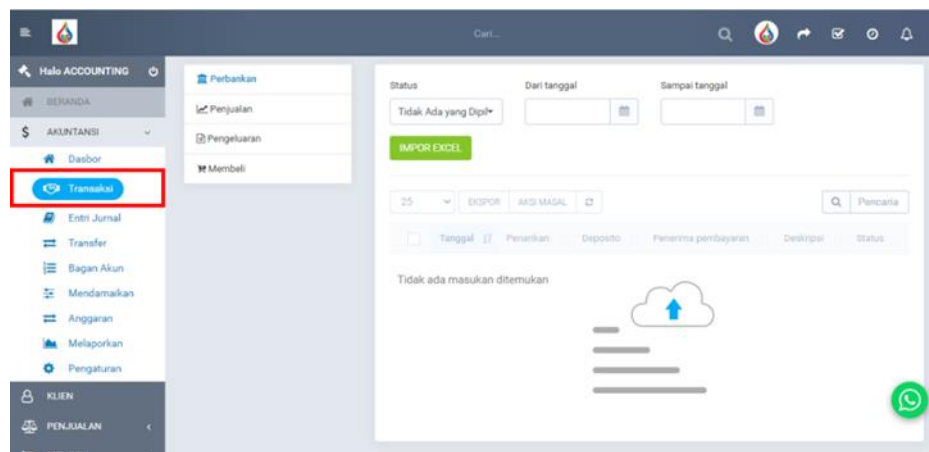 Cari...
Halo ACCOUNTING
BERANDA
AKUNTANSI
Dasbor
Transaksi
Entri Jurnal
Transfer
Bagan Akun
Mendamaikan
Anggaran
Melaporkan
Pengaturan
KLIEN
PENJUALAN
Perbankan
Penjualan
Pengeluaran
Membeli
Status Dari tanggal Sampai tanggal
Tidak Ada yang Dipil
IMPOR EXCEL
25 EKSPOR AKSI MASAL Pencaria
Tanggal Penarikan Deposito Penerima pembayaran Deskripsi Status
Tidak ada masukan ditemukan